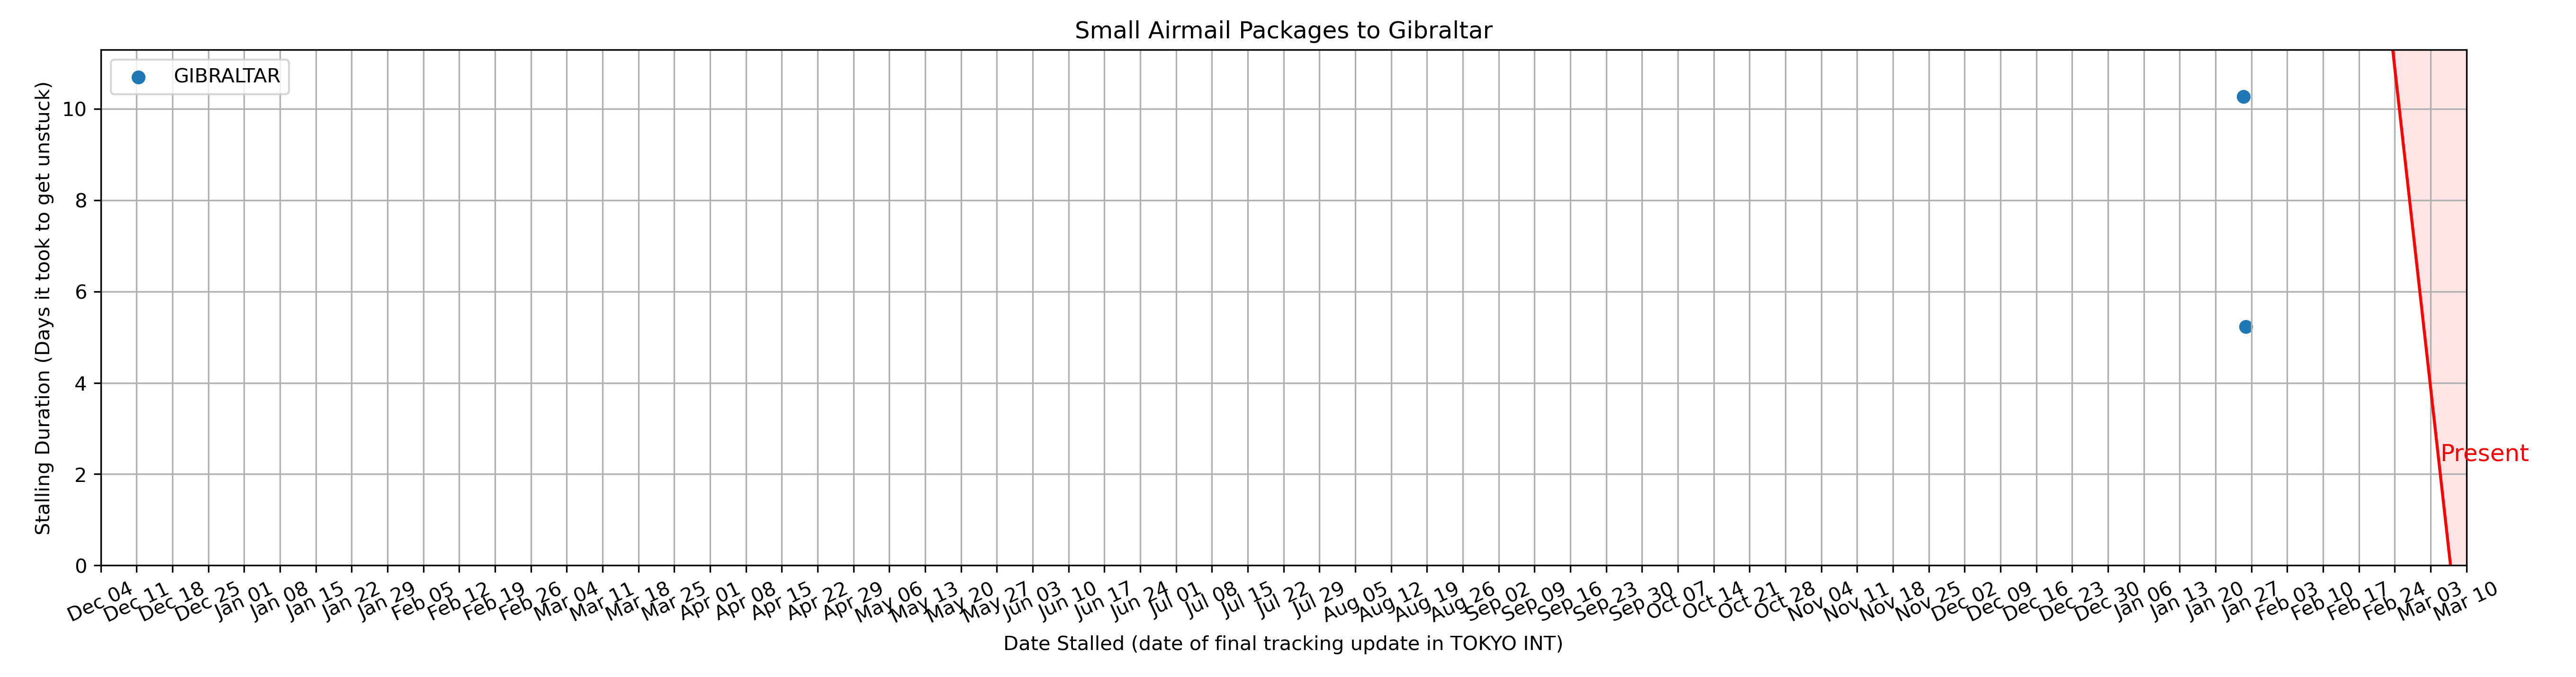 Small Airmail Packages to Gibraltar
GIBRALTAR
Stalling Duration (Days it took to get unstuck)
10
8
6
4
2
0
Present
Dec 04 Dec 11 Dec 18 Dec 25 Jan 01 Jan 08 Jan 15 Jan 22 Jan 29 Feb 05 Feb 12 Feb 19 Feb 26 Mar 04 Mar 11 Mar 18 Mar 25 Apr 01 Apr 08 Apr 15 Apr 22 Apr 29 May 06 May 13 May 20 May 27 Jun 03 Jun 10 Jun 17 Jun 24 Jul 01 Jul 08 Jul 15 Jul 22 Jul 29 Aug 05 Aug 12 Aug 19 Aug 26 Sep 02 Sep 09 Sep 16 Sep 23 Sep 30 Oct 07 Oct 14 Oct 21 Oct 28 Nov 04 Nov 11 Nov 18 Nov 25 Dec 02 Dec 09 Dec 16 Dec 23 Dec 30 Jan 06 Jan 13 Jan 20 Jan 27 Feb 03 Feb 10 Feb 17 Feb 24 Mar 03 Mar 10
Date Stalled (date of final tracking update in TOKYO INT)